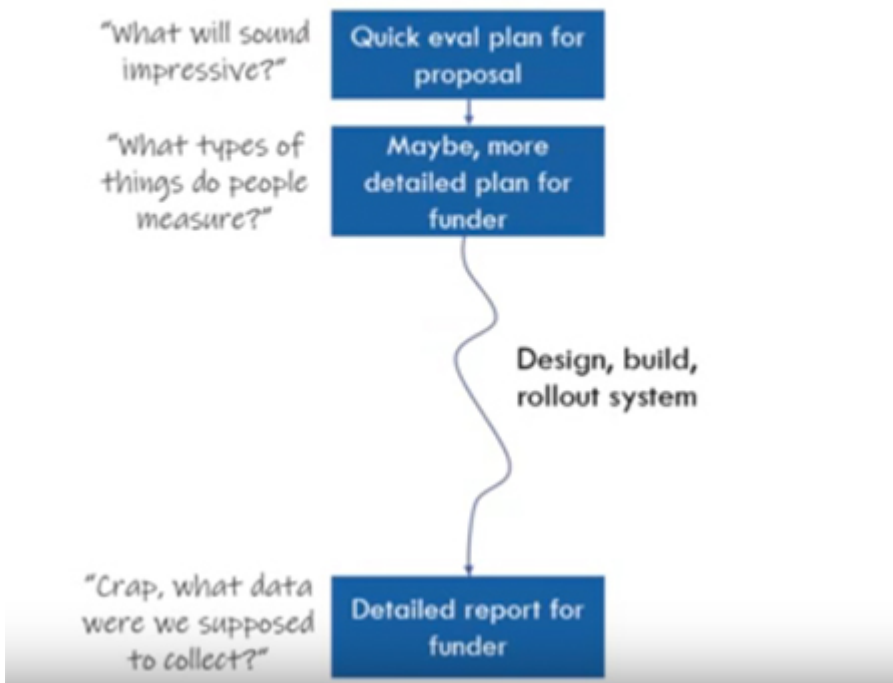 "What will sound
impressive?"
Quick eval plan for
proposal
"What types of
things do people
measure?"
Maybe, more
detailed plan for
funder
Design, build,
rollout system
"Crap, what data
were we supposed
to collect?"
Detailed report for
funder